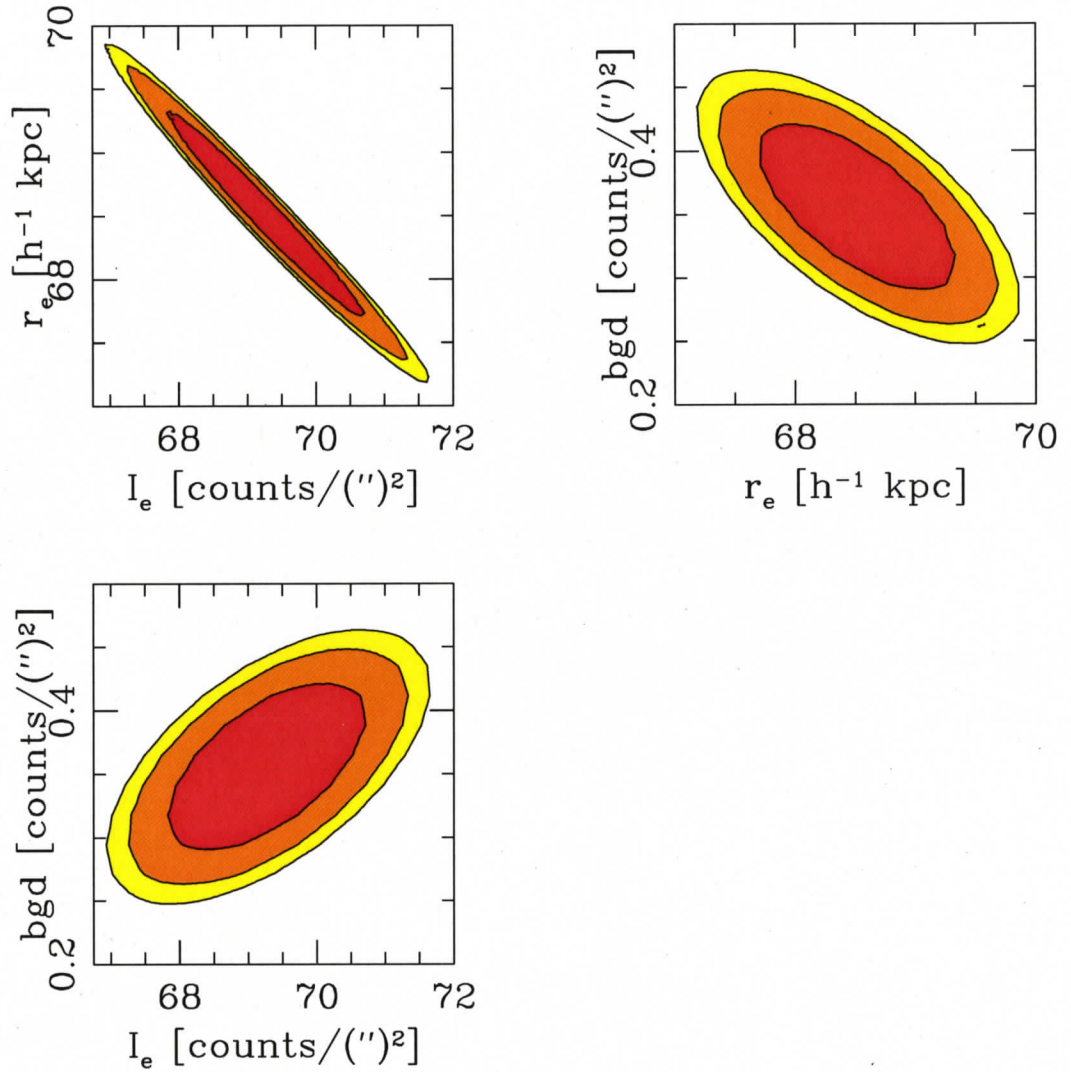 70
68
r_e [h⁻¹ kpc]
68 70 72
I_e [counts/(")²]
0.4
0.2
bgd [counts/(")²]
68 70
r_e [h⁻¹ kpc]
0.4
0.2
bgd [counts/(")²]
68 70 72
I_e [counts/(")²]